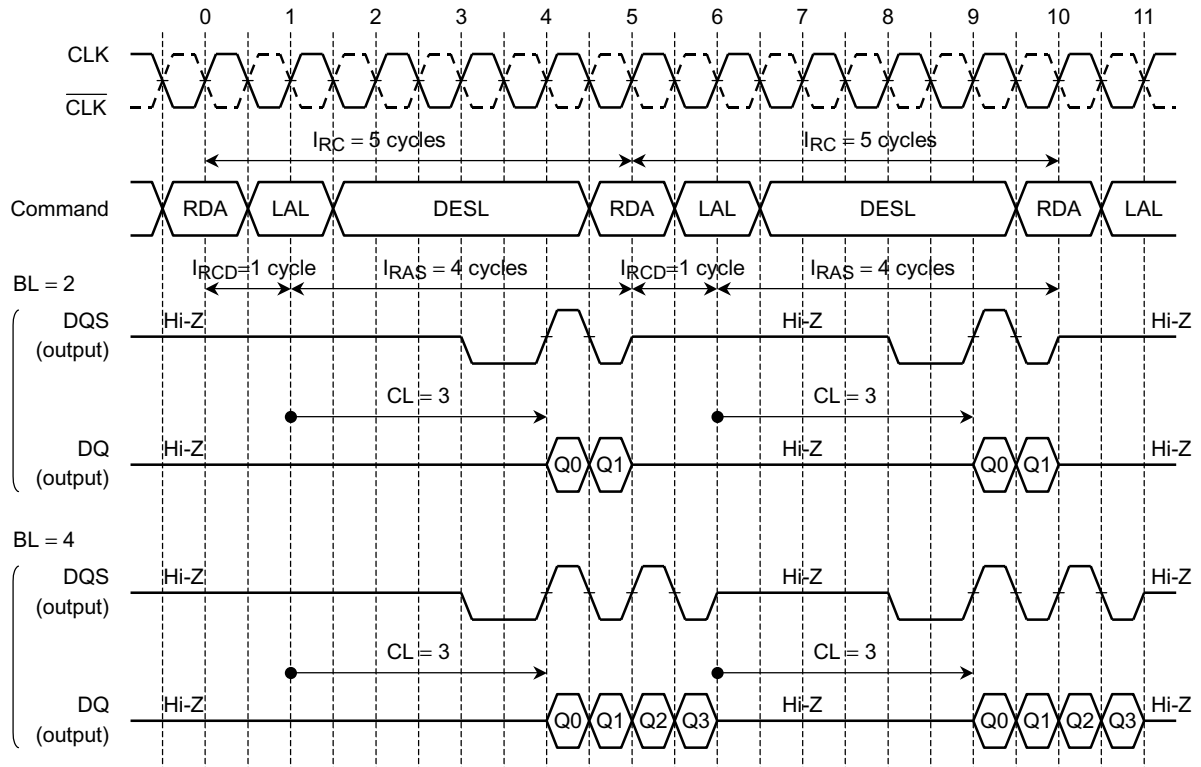 0 1 2 3 4 5 6 7 8 9 10 11
CLK
CLK
IRC = 5 cycles IRC = 5 cycles
Command RDA LAL DESL RDA LAL DESL RDA LAL
IRCD=1 cycle IRAS = 4 cycles IRCD=1 cycle IRAS = 4 cycles
BL = 2
DQS Hi-Z Hi-Z Hi-Z
(output)
CL = 3 CL = 3
DQ Hi-Z Q0 Q1 Hi-Z Q0 Q1 Hi-Z
(output)
BL = 4
DQS Hi-Z Hi-Z Hi-Z
(output)
CL = 3 CL = 3
DQ Hi-Z Q0 Q1 Q2 Q3 Hi-Z Q0 Q1 Q2 Q3 Hi-Z
(output)